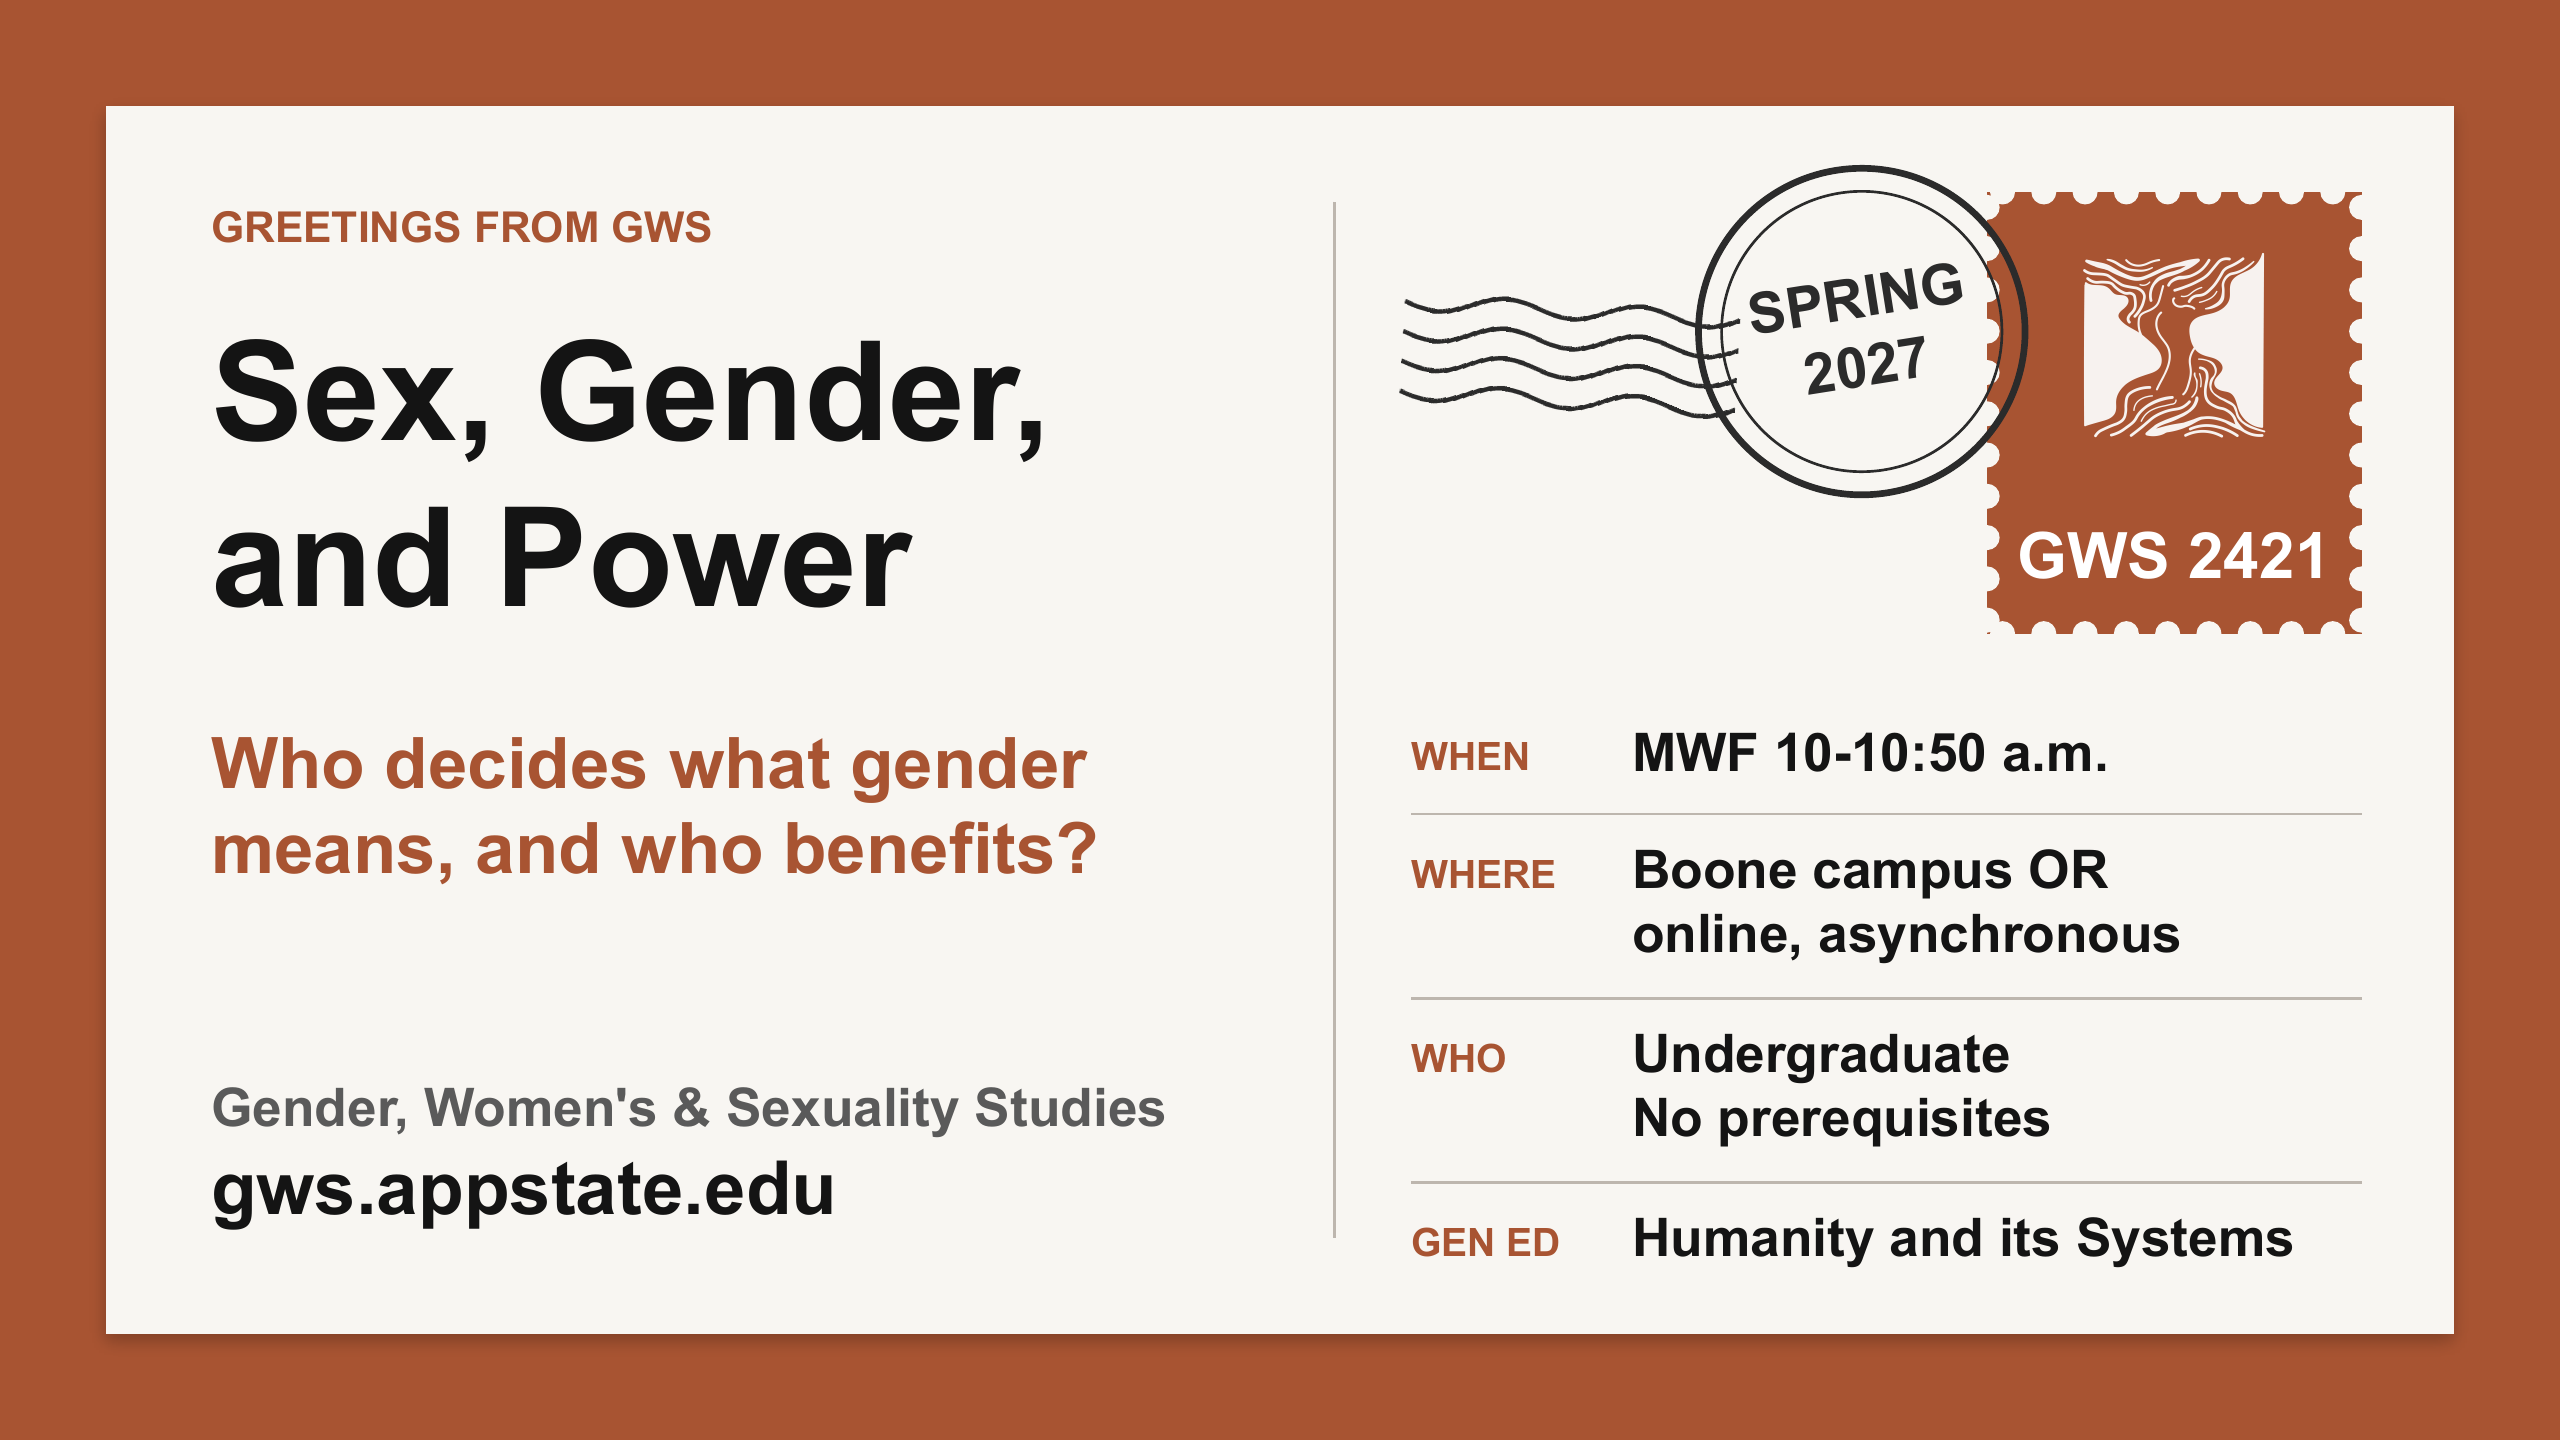 GREETINGS FROM GWS
Sex, Gender,
and Power
Who decides what gender
means, and who benefits?
Gender, Women's & Sexuality Studies
gws.appstate.edu
SPRING
2027
GWS 2421
WHEN MWF 10-10:50 a.m.
WHERE Boone campus OR
online, asynchronous
WHO Undergraduate
No prerequisites
GEN ED Humanity and its Systems